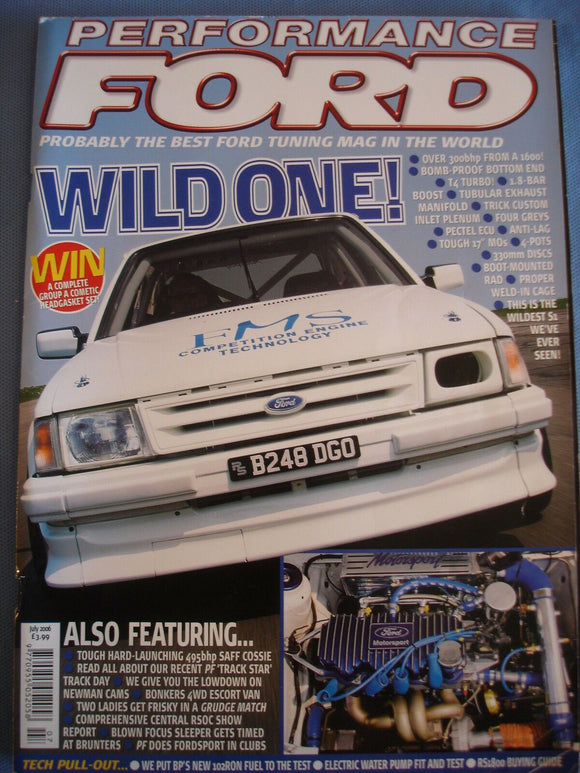 PERFORMANCE
FORD
PROBABLY THE BEST FORD TUNING MAG IN THE WORLD
WILD ONE!
• OVER 300bhp FROM A 1600!
• BOMB-PROOF BOTTOM END
• T4 TURBO! • 1.8-BAR
BOOST • TUBULAR EXHAUST
MANIFOLD • TRICK CUSTOM
INLET PLENUM • FOUR GREYS
• PECTEL ECU • ANTI-LAG
• TOUGH 17" MOs • 4-POTS
• 330mm DISCS
• BOOT-MOUNTED
RAD • PROPER
WELD-IN CAGE
• THIS IS THE
WILDEST S1
WE'VE
EVER
SEEN!
WIN
A COMPLETE
GROUP A COMETIC
HEADGASKET SET!
FMS
COMPETITION ENGINE
TECHNOLOGY
Ford
RS
B248 DGO
Motorsport
Ford
Motorsport
July 2006
£3.99
07
ALSO FEATURING...
• TOUGH HARD-LAUNCHING 495bhp SAFF COSSIE
• READ ALL ABOUT OUR RECENT PF 'TRACK STAR'
TRACK DAY • WE GIVE YOU THE LOWDOWN ON
NEWMAN CAMS • BONKERS 4WD ESCORT VAN
• TWO LADIES GET FRISKY IN A GRUDGE MATCH
• COMPREHENSIVE CENTRAL RSOC SHOW
REPORT • BLOWN FOCUS SLEEPER GETS TIMED
AT BRUNTERS • PF DOES FORDSPORT IN CLUBS
TECH PULL-OUT... • WE PUT BP'S NEW 102RON FUEL TO THE TEST • ELECTRIC WATER PUMP FIT AND TEST • RS1800 BUYING GUIDE